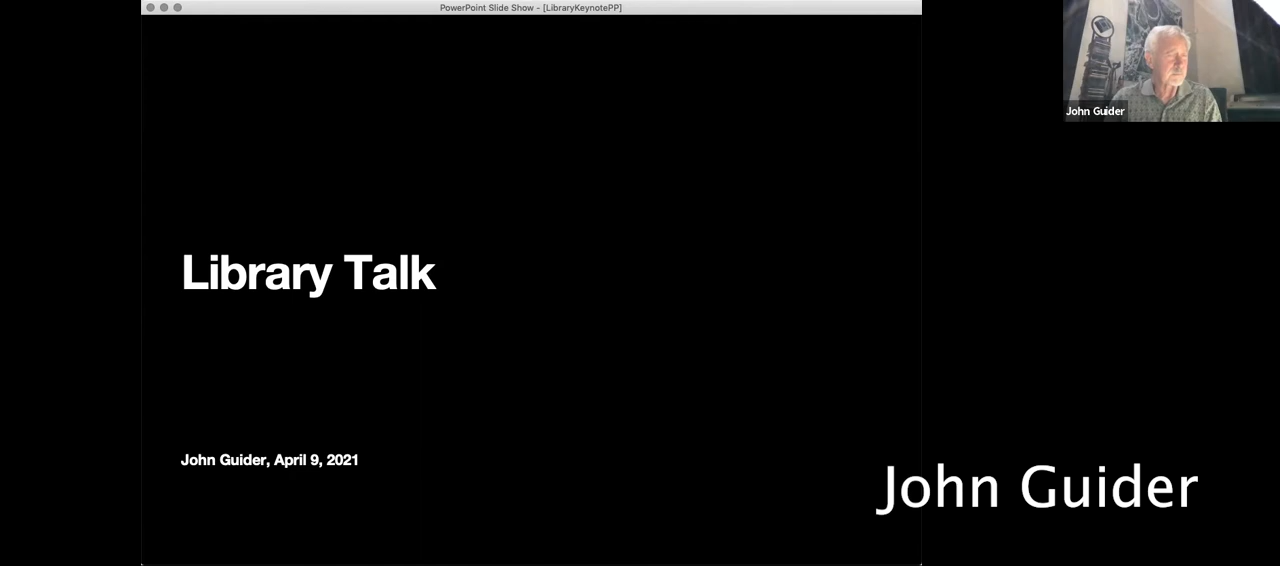 PowerPoint Slide Show - [LibraryKeynotePP]
John Guider
Library Talk
John Guider, April 9, 2021
John Guider